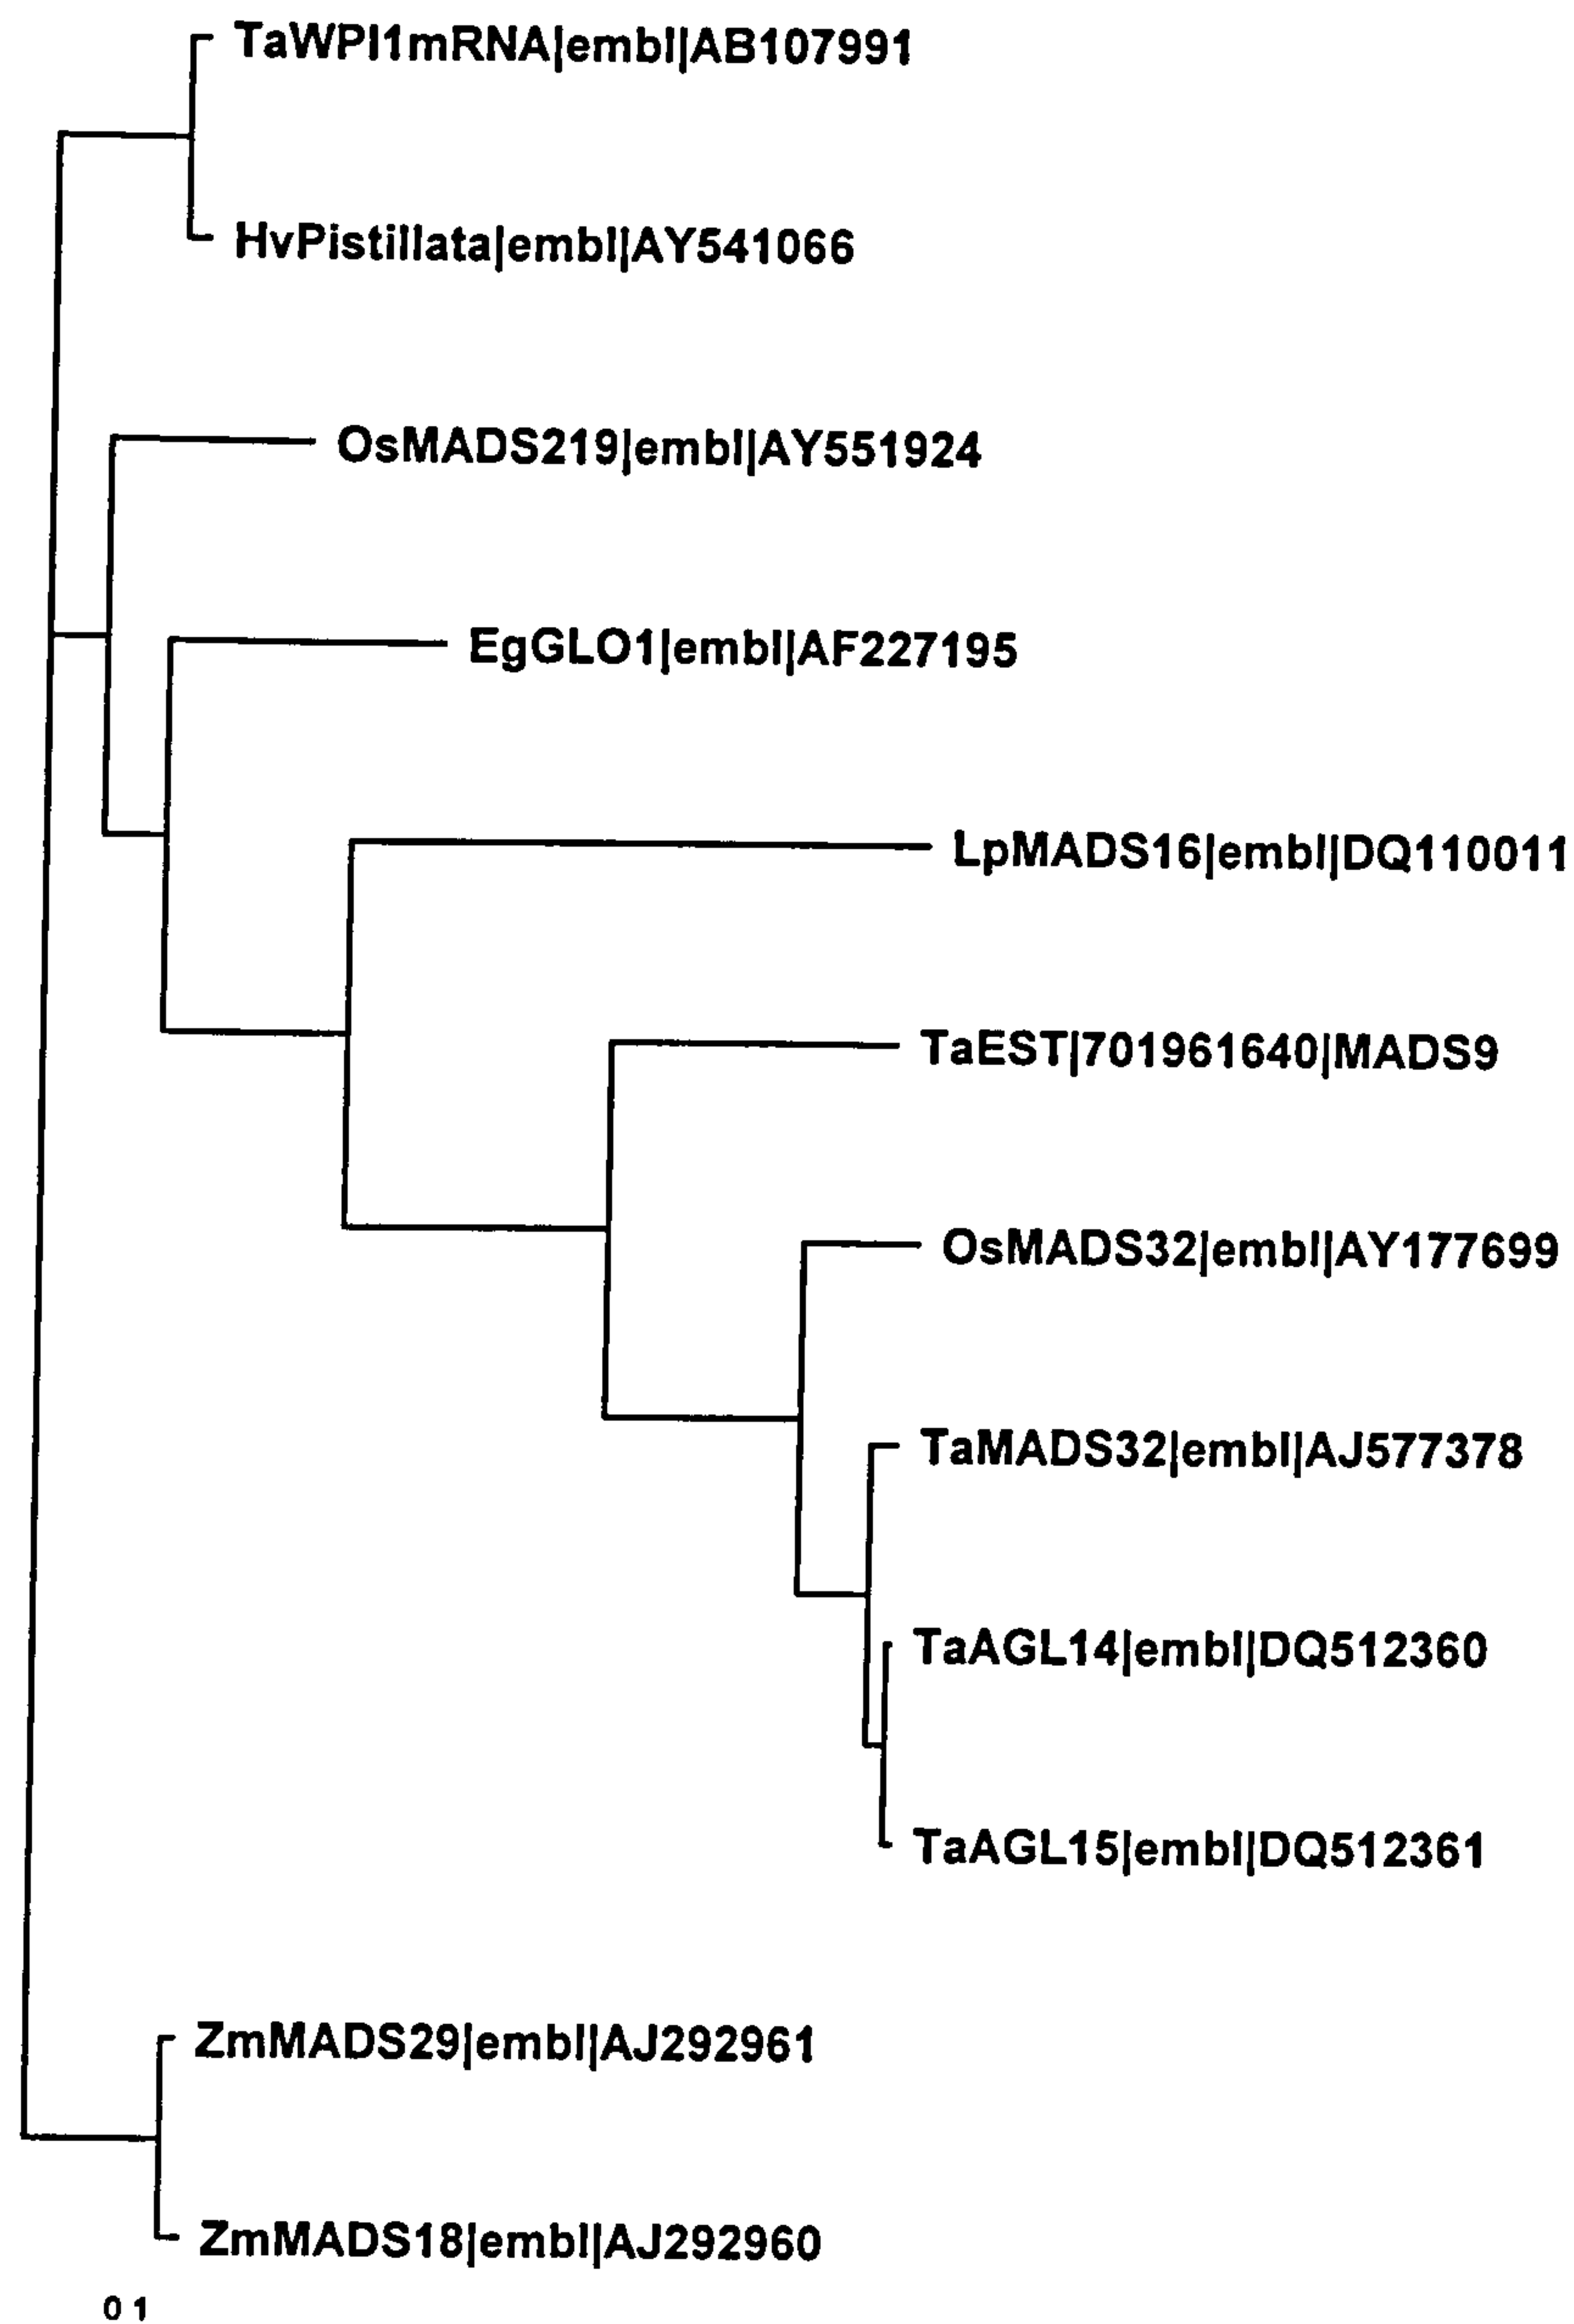 TaWPI1mRNA|embl|AB107991
HvPistillata|embl|AY541066
OsMADS219|embl|AY551924
EgGLO1|embl|AF227195
LpMADS16|embl|DQ110011
TaEST|701961640|MADS9
OsMADS32|embl|AY177699
TaMADS32|embl|AJ577378
TaAGL14|embl|DQ512360
TaAGL15|embl|DQ512361
ZmMADS29|embl|AJ292961
ZmMADS18|embl|AJ292960
0 1